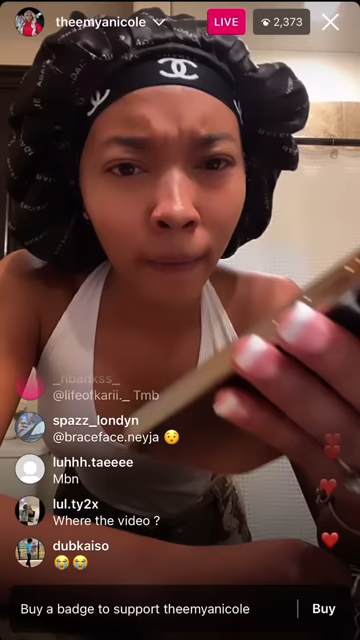 theemyanicole
LIVE
2,373
_nbankss_
@lifeofkarii._ Tmb
spazz_londyn
@braceface.neyja 😯
luhhh.taeeee
Mbn
lul.ty2x
Where the video ?
dubkaiso
😭😭
Buy a badge to support theemyanicole
Buy